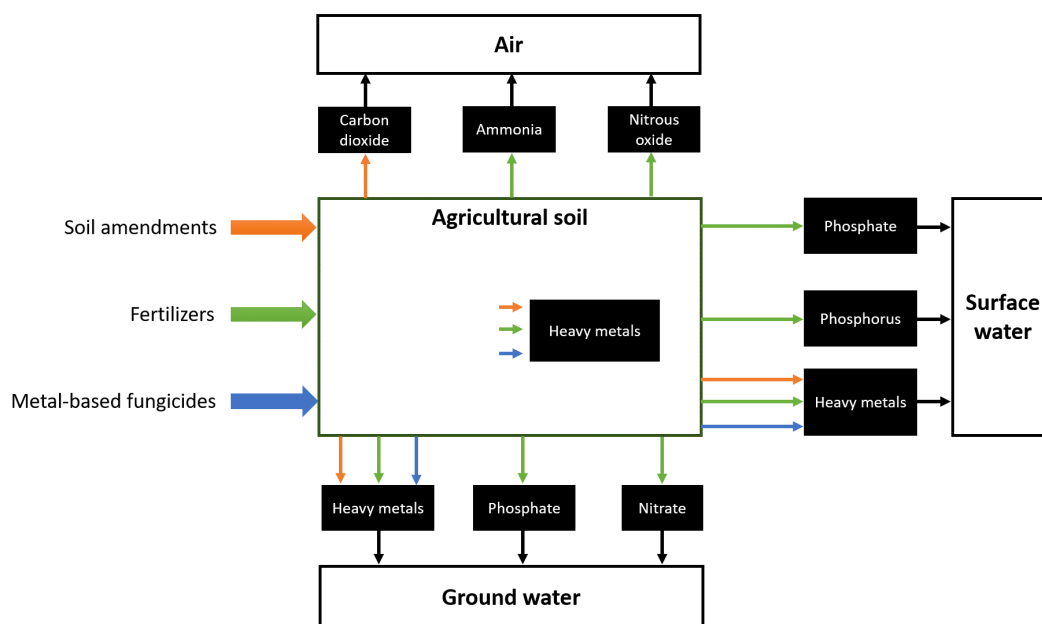 Air
Carbon
dioxide
Ammonia
Nitrous
oxide
Agricultural soil
Soil amendments
Fertilizers
Metal-based fungicides
Heavy metals
Phosphate
Phosphorus
Heavy metals
Surface
water
Heavy metals
Phosphate
Nitrate
Ground water